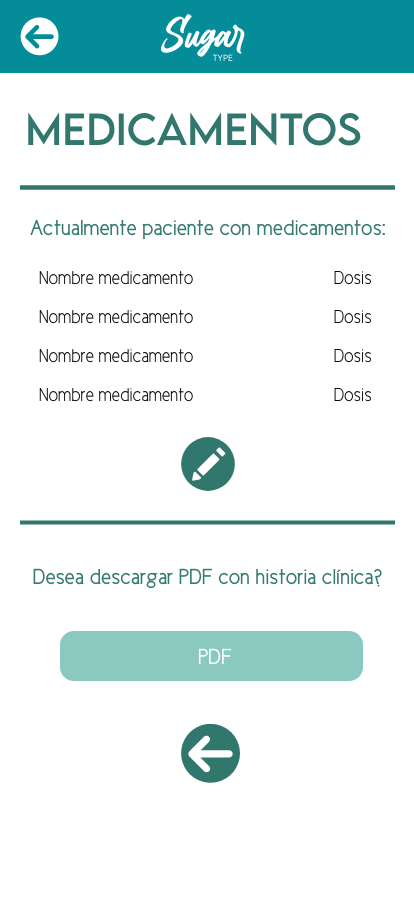 Sugar
TYPE
MEDICAMENTOS
Actualmente paciente con medicamentos:
Nombre medicamento Dosis
Nombre medicamento Dosis
Nombre medicamento Dosis
Nombre medicamento Dosis
Desea descargar PDF con historia clínica?
PDF